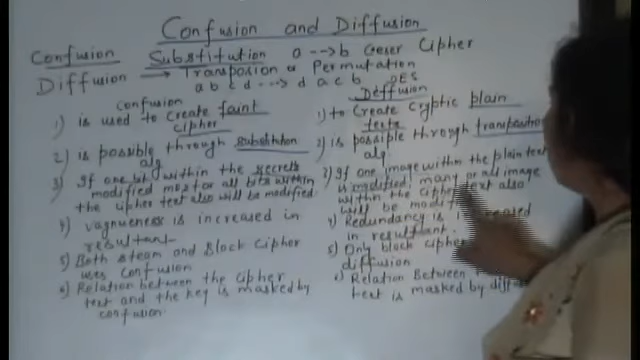 Confusion and Diffusion
Confusion Substitution a --> b Ceser Cipher
Diffusion → Transposion or Permutation
a b c d ---> d a c b DES
confusion
1) is used to create faint
cipher
2) is possible through substitution
alg
3) If one bit within the secrets
modified most or all bits within
the cipher text also will be modified.
4) vagueness is increased in
resultant
5) Both steam and Block Cipher
uses confusion
6) Relation between the cipher
text and the key is masked by
confusion.
Diffusion
1) to create cryptic plain
texts
2) is possible through transposition
alg
3) If one image within the plain text
is modified, many or all image
within the cipher text also
will be modif
4) Redundancy is increased
in resultant.
5) Only block cipher
diffusion
6) Relation Between
text is masked by